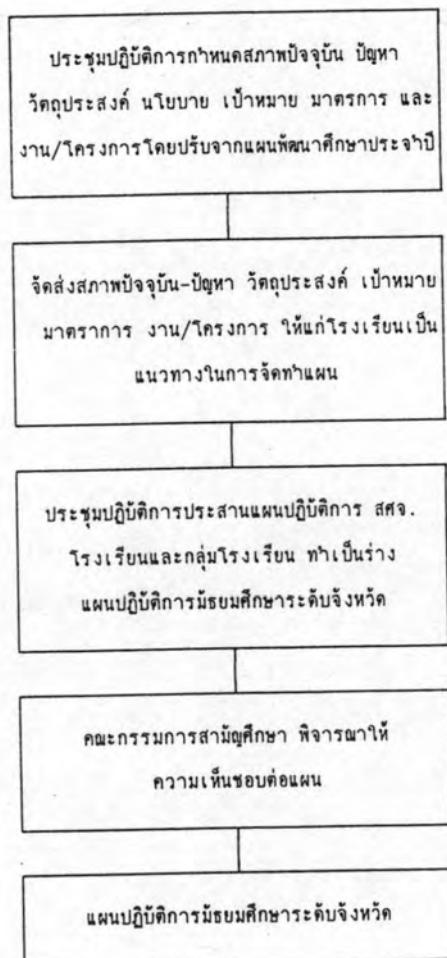 ประชุมปฏิบัติการกำหนดสภาพปัจจุบัน ปัญหา
วัตถุประสงค์ นโยบาย เป้าหมาย มาตรการ และ
งาน/โครงการโดยปรับจากแผนพัฒนาศึกษาประจำปี
จัดส่งสภาพปัจจุบัน-ปัญหา วัตถุประสงค์ เป้าหมาย
มาตราการ งาน/โครงการ ให้แก่โรงเรียนเป็น
แนวทางในการจัดทำแผน
ประชุมปฏิบัติการประสานแผนปฏิบัติการ สศจ.
โรงเรียนและกลุ่มโรงเรียน ทำเป็นร่าง
แผนปฏิบัติการมัธยมศึกษาระดับจังหวัด
คณะกรรมการสามัญศึกษา พิจารณาให้
ความเห็นชอบต่อแผน
แผนปฏิบัติการมัธยมศึกษาระดับจังหวัด